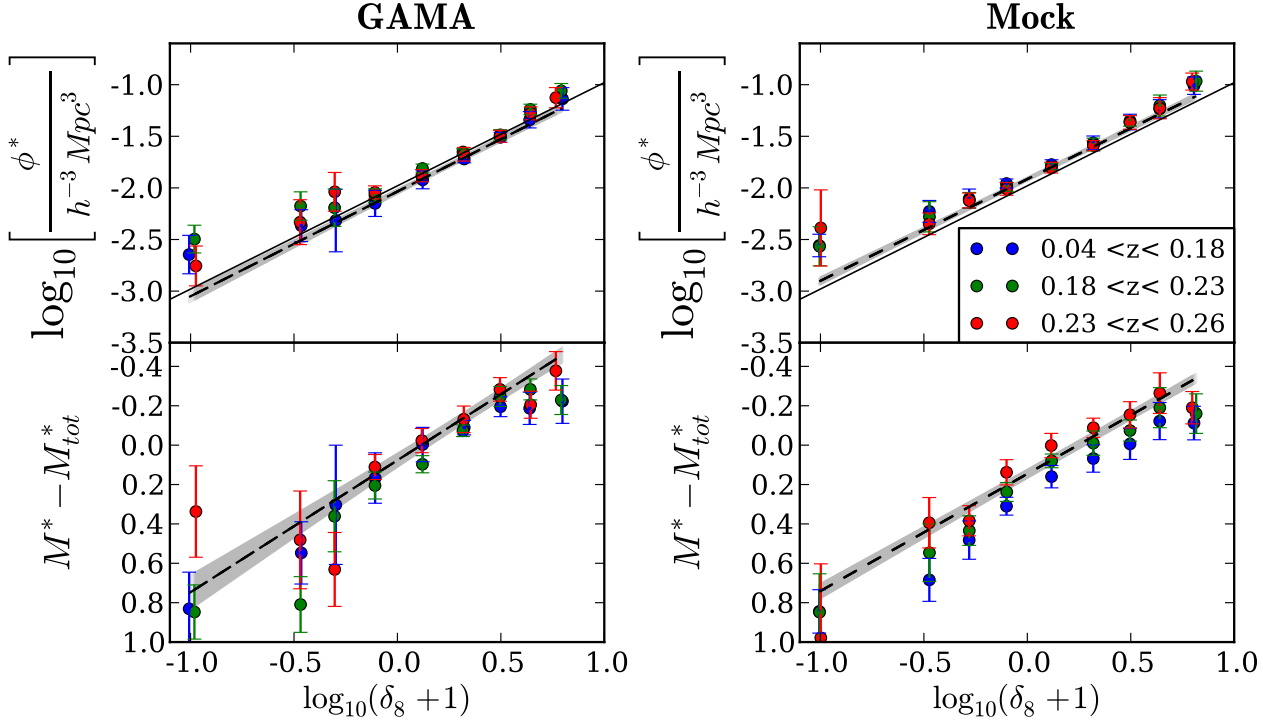 GAMA
Mock
log10 [ ϕ* / h−3 Mpc3 ]
-1.0
-1.5
-2.0
-2.5
-3.0
-3.5
log10 [ ϕ* / h−3 Mpc3 ]
-1.0
-1.5
-2.0
-2.5
-3.0
-3.5
0.04 <z< 0.18
0.18 <z< 0.23
0.23 <z< 0.26
M* − M*tot
-0.4
-0.2
0.0
0.2
0.4
0.6
0.8
1.0
M* − M*tot
-0.4
-0.2
0.0
0.2
0.4
0.6
0.8
1.0
-1.0 -0.5 0.0 0.5 1.0
-1.0 -0.5 0.0 0.5 1.0
log10(δ8 +1)
log10(δ8 +1)